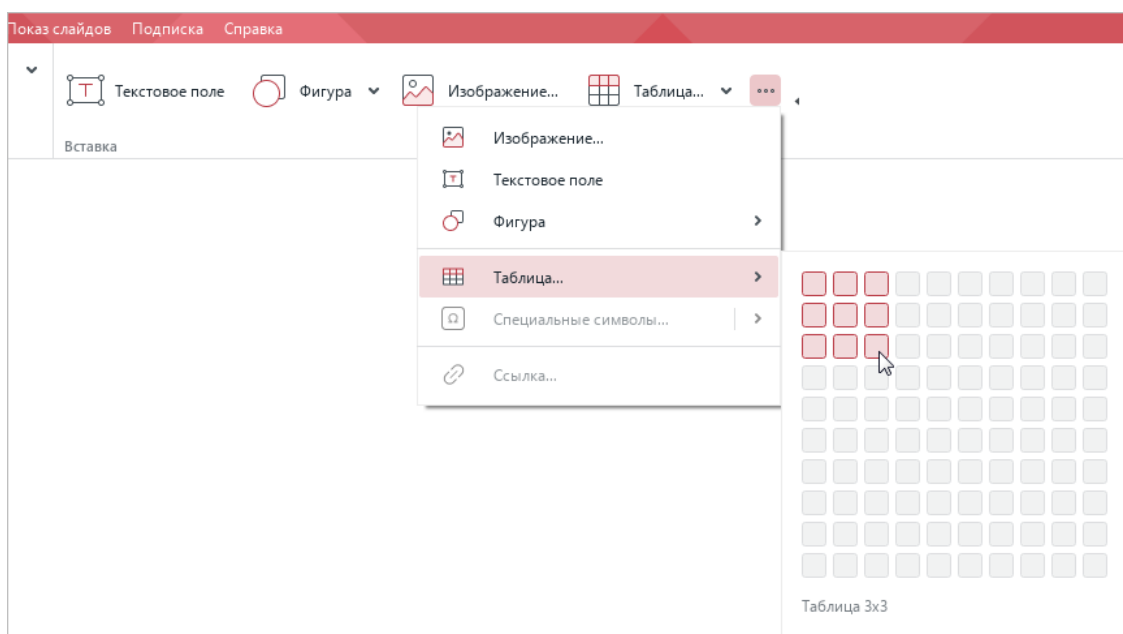 Показ слайдов Подписка Справка
Текстовое поле Фигура Изображение... Таблица...
Вставка
Изображение...
Текстовое поле
Фигура
Таблица...
Специальные символы...
Ссылка...
Таблица 3x3